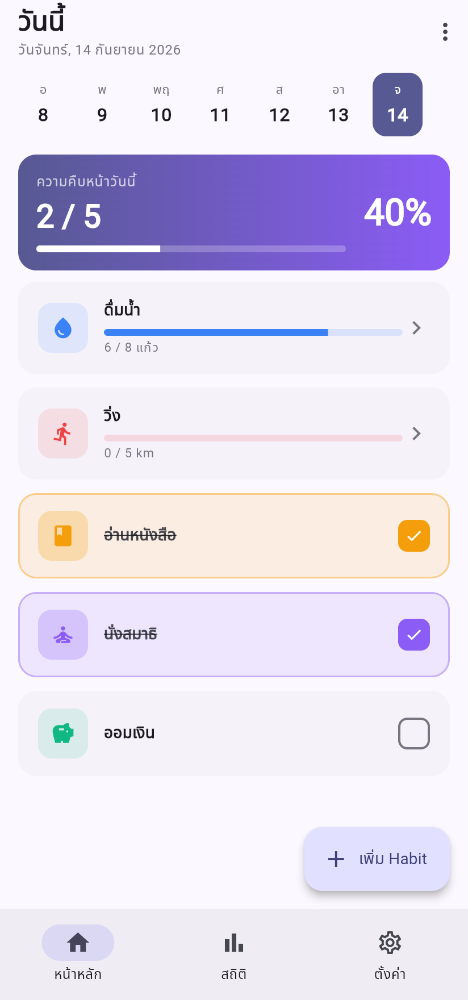 วันนี้
วันจันทร์, 14 กันยายน 2026
อ พ พฤ ศ ส อา จ
8 9 10 11 12 13 14
ความคืบหน้าวันนี้
2 / 5
40%
ดื่มน้ำ
6 / 8 แก้ว
วิ่ง
0 / 5 km
อ่านหนังสือ
นั่งสมาธิ
ออมเงิน
เพิ่ม Habit
หน้าหลัก สถิติ ตั้งค่า